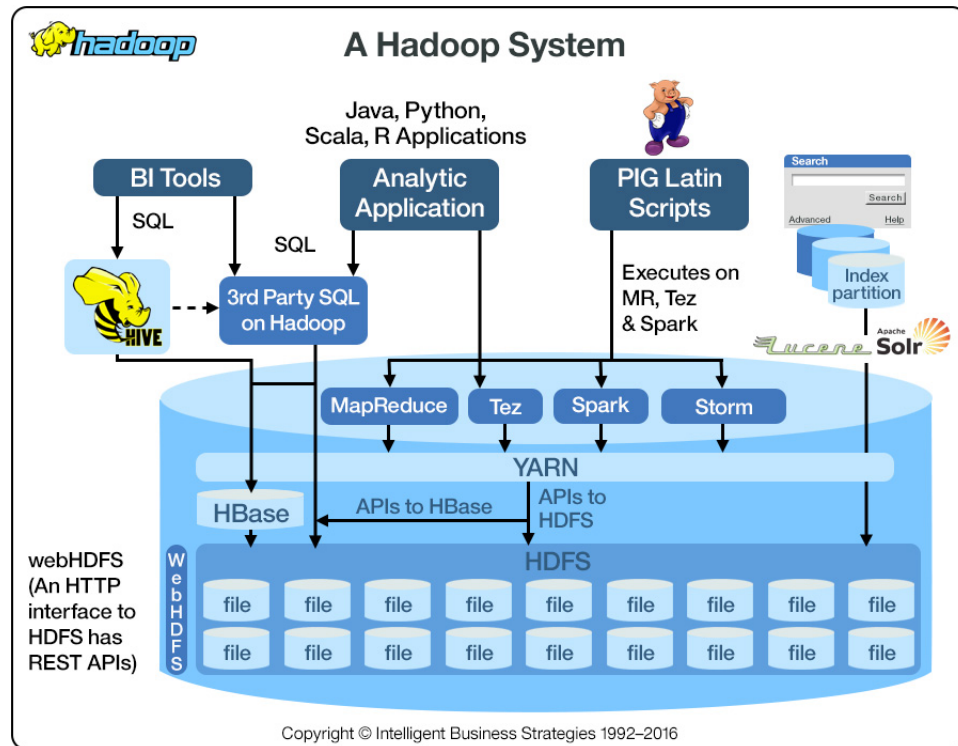 hadoop
A Hadoop System
Java, Python,
Scala, R Applications
BI Tools
Analytic
Application
PIG Latin
Scripts
Search
Search
Advanced
Help
SQL
SQL
HIVE
3rd Party SQL
on Hadoop
Executes on
MR, Tez
& Spark
Index
partition
Lucene
Apache
Solr
MapReduce
Tez
Spark
Storm
YARN
HBase
APIs to HBase
APIs to
HDFS
webHDFS
(An HTTP
interface to
HDFS has
REST APIs)
WebHDFS
HDFS
file file file file file file file file file
file file file file file file file file file
Copyright © Intelligent Business Strategies 1992–2016